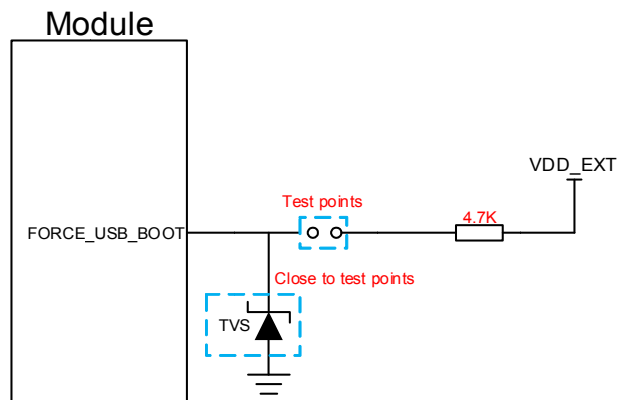 Module
VDD_EXT
Test points
4.7K
FORCE_USB_BOOT
Close to test points
TVS